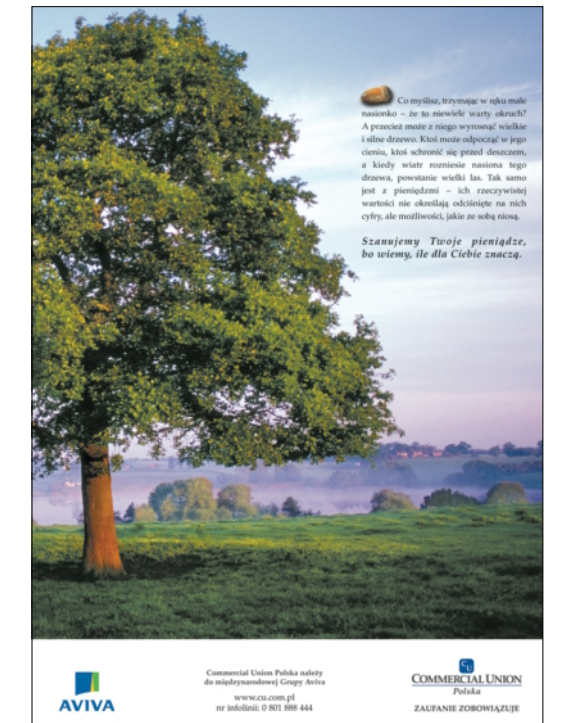 Co myślisz, trzymając w ręku małe
nasionko – że to niewiele warty okruch?
A przecież może z niego wyrosnąć wielkie
i silne drzewo. Ktoś może odpocząć w jego
cieniu, ktoś schronić się przed deszczem,
a kiedy wiatr rozniesie nasiona tego
drzewa, powstanie wielki las. Tak samo
jest z pieniędzmi – ich rzeczywistej
wartości nie określają odciśnięte na nich
cyfry, ale możliwości, jakie ze sobą niosą.
Szanujemy Twoje pieniądze,
bo wiemy, ile dla Ciebie znaczą.
AVIVA
Commercial Union Polska należy
do międzynarodowej Grupy Aviva
www.cu.com.pl
nr infolinii: 0 801 888 444
CU
COMMERCIAL UNION
Polska
ZAUFANIE ZOBOWIĄZUJE